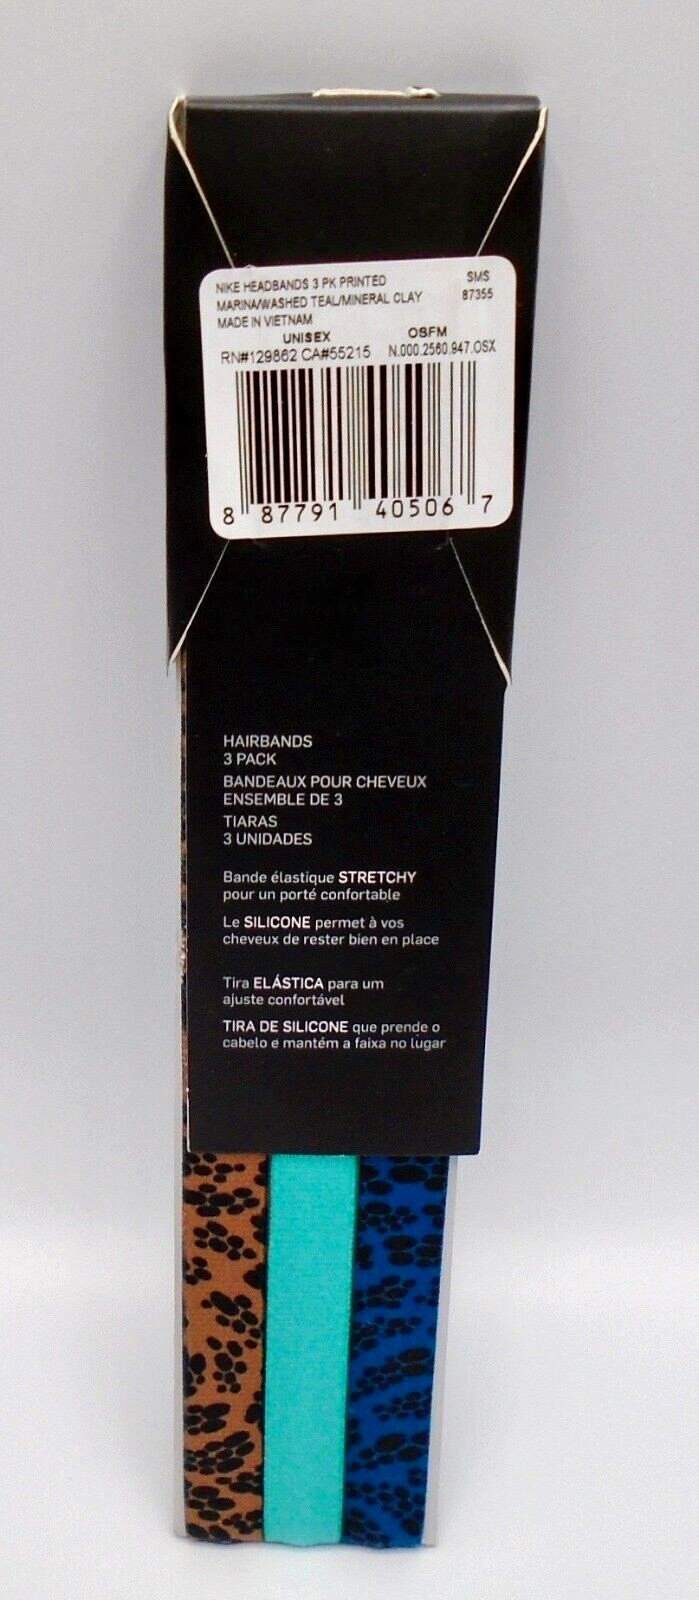 NIKE HEADBANDS 3 PK PRINTED SMS
MARINA/WASHED TEAL/MINERAL CLAY 87355
MADE IN VIETNAM
UNISEX OSFM
RN#129862 CA#55215 N.000.2560.947.OSX
8 87791 40506 7
HAIRBANDS
3 PACK
BANDEAUX POUR CHEVEUX
ENSEMBLE DE 3
TIARAS
3 UNIDADES
Bande élastique STRETCHY
pour un porté confortable
Le SILICONE permet à vos
cheveux de rester bien en place
Tira ELÁSTICA para um
ajuste confortável
TIRA DE SILICONE que prende o
cabelo e mantém a faixa no lugar